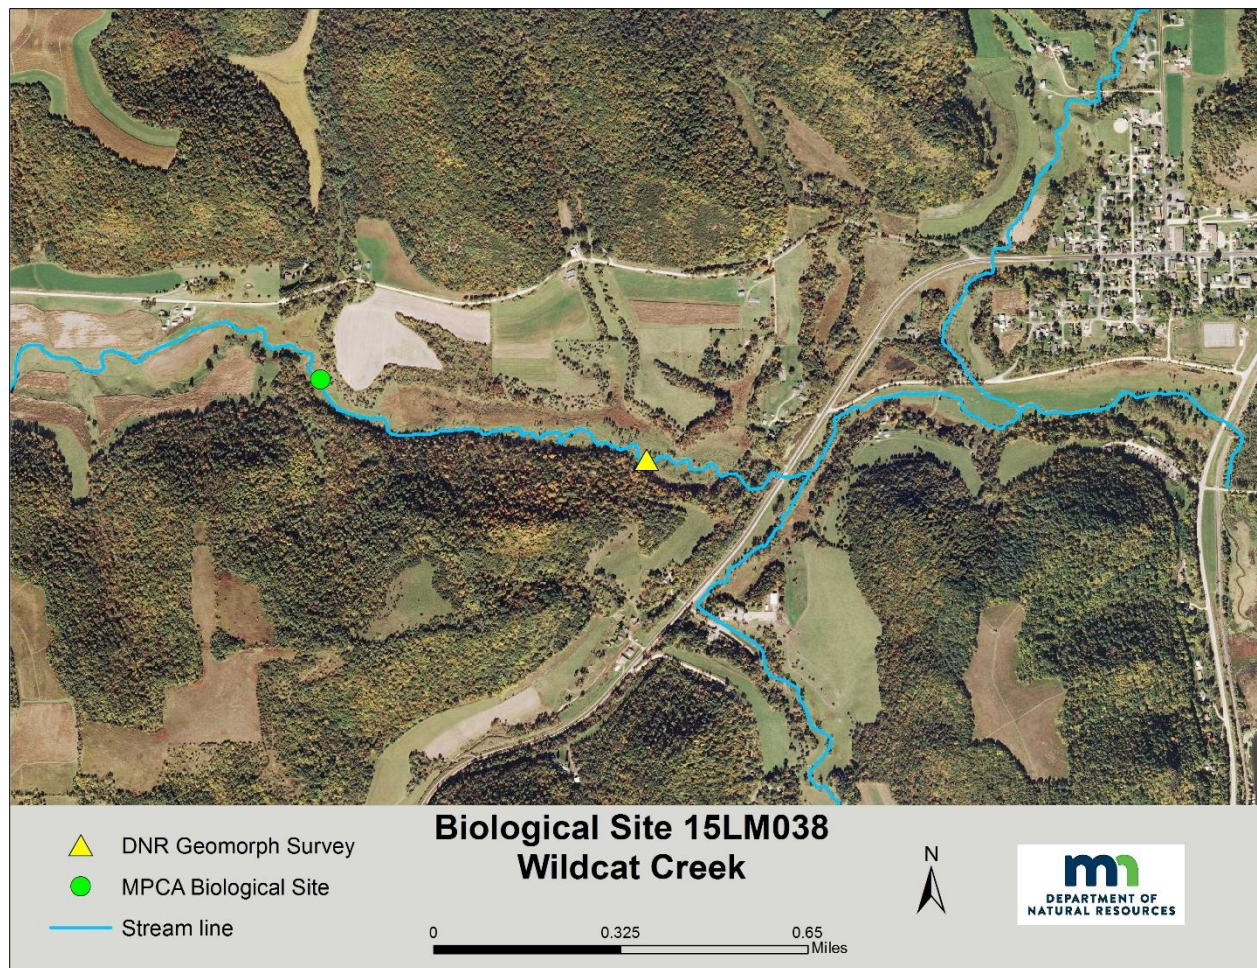 DNR Geomorph Survey
MPCA Biological Site
Stream line
Biological Site 15LM038
Wildcat Creek
0
0.325
0.65
Miles
N
mn
DEPARTMENT OF
NATURAL RESOURCES